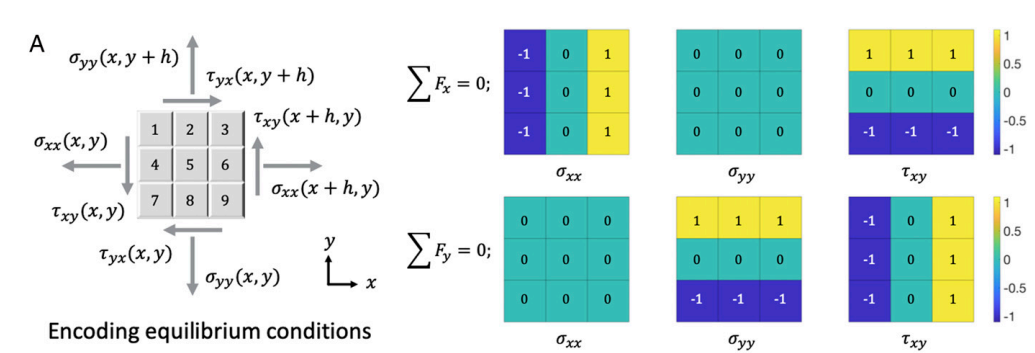 A
σyy(x, y + h)
τyx(x, y + h)
1 2 3
4 5 6
7 8 9
τxy(x + h, y)
σxx(x, y)
σxx(x + h, y)
τxy(x, y)
τyx(x, y)
σyy(x, y)
y
x
Encoding equilibrium conditions
∑ Fx = 0;
-1 0 1
-1 0 1
-1 0 1
σxx
0 0 0
0 0 0
0 0 0
σyy
1 1 1
0 0 0
-1 -1 -1
τxy
1
0.5
0
-0.5
-1
∑ Fy = 0;
0 0 0
0 0 0
0 0 0
σxx
1 1 1
0 0 0
-1 -1 -1
σyy
-1 0 1
-1 0 1
-1 0 1
τxy
1
0.5
0
-0.5
-1